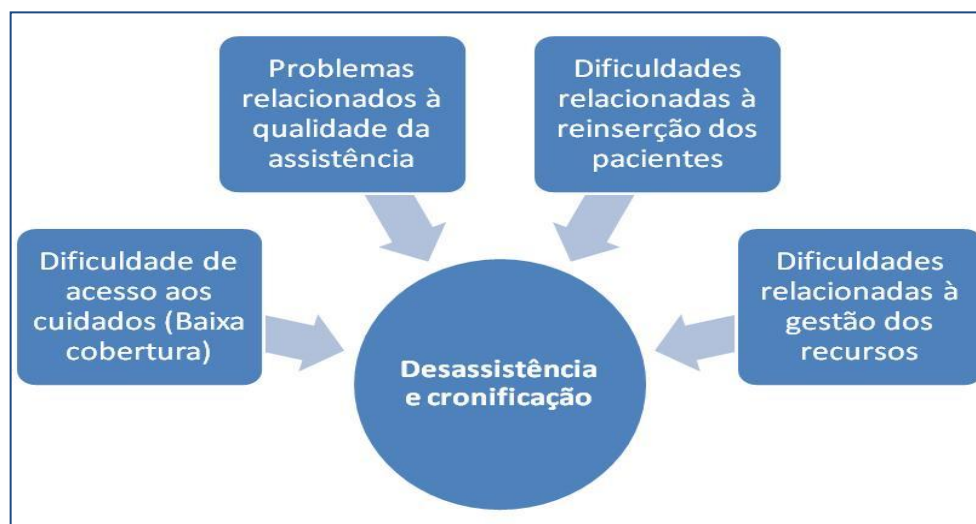 Problemas
relacionados à
qualidade da
assistência
Dificuldades
relacionadas à
reinserção dos
pacientes
Dificuldade de
acesso aos
cuidados (Baixa
cobertura)
Dificuldades
relacionadas à
gestão dos
recursos
Desassistência
e cronificação